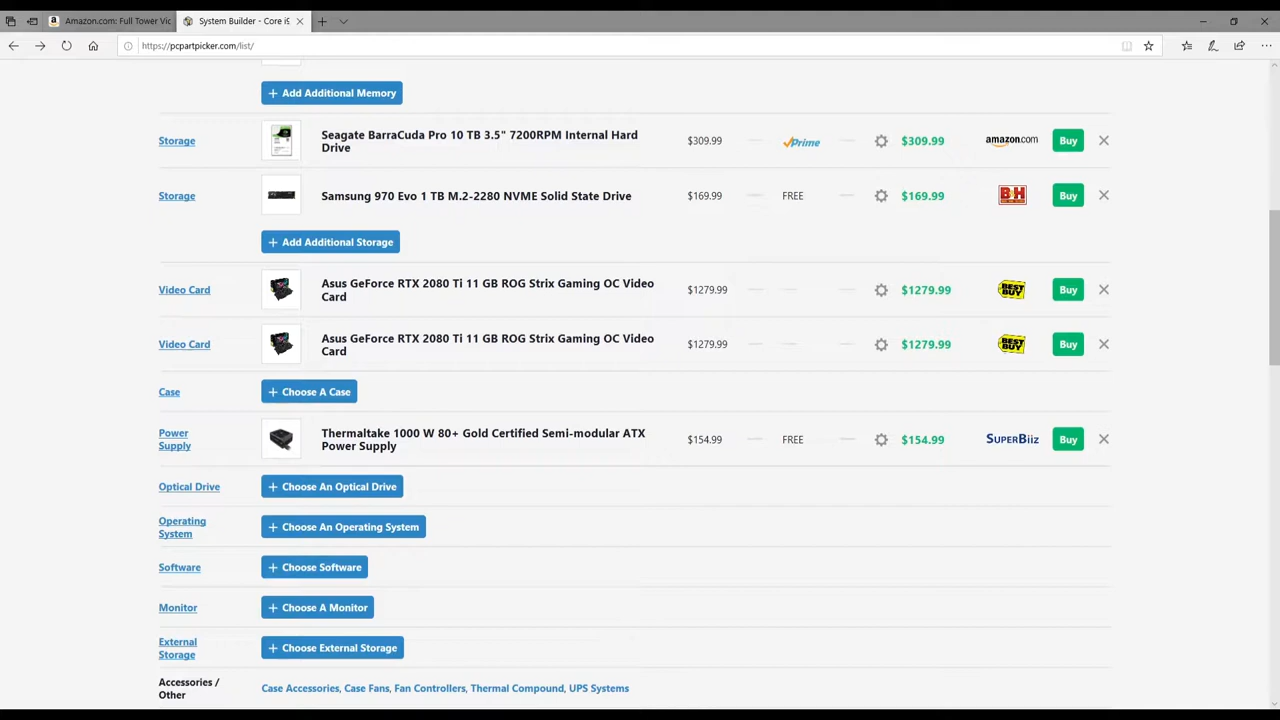 Amazon.com: Full Tower Vic
System Builder - Core i9
https://pcpartpicker.com/list/
+ Add Additional Memory
Storage
Seagate BarraCuda Pro 10 TB 3.5" 7200RPM Internal Hard
Drive
$309.99
Prime
$309.99
amazon.com
Buy
Storage
Samsung 970 Evo 1 TB M.2-2280 NVME Solid State Drive
$169.99
FREE
$169.99
B&H
Buy
+ Add Additional Storage
Video Card
Asus GeForce RTX 2080 Ti 11 GB ROG Strix Gaming OC Video
Card
$1279.99
$1279.99
BEST BUY
Buy
Video Card
Asus GeForce RTX 2080 Ti 11 GB ROG Strix Gaming OC Video
Card
$1279.99
$1279.99
BEST BUY
Buy
Case
+ Choose A Case
Power
Supply
Thermaltake 1000 W 80+ Gold Certified Semi-modular ATX
Power Supply
$154.99
FREE
$154.99
SUPERBIIZ
Buy
Optical Drive
+ Choose An Optical Drive
Operating
System
+ Choose An Operating System
Software
+ Choose Software
Monitor
+ Choose A Monitor
External
Storage
+ Choose External Storage
Accessories /
Other
Case Accessories, Case Fans, Fan Controllers, Thermal Compound, UPS Systems